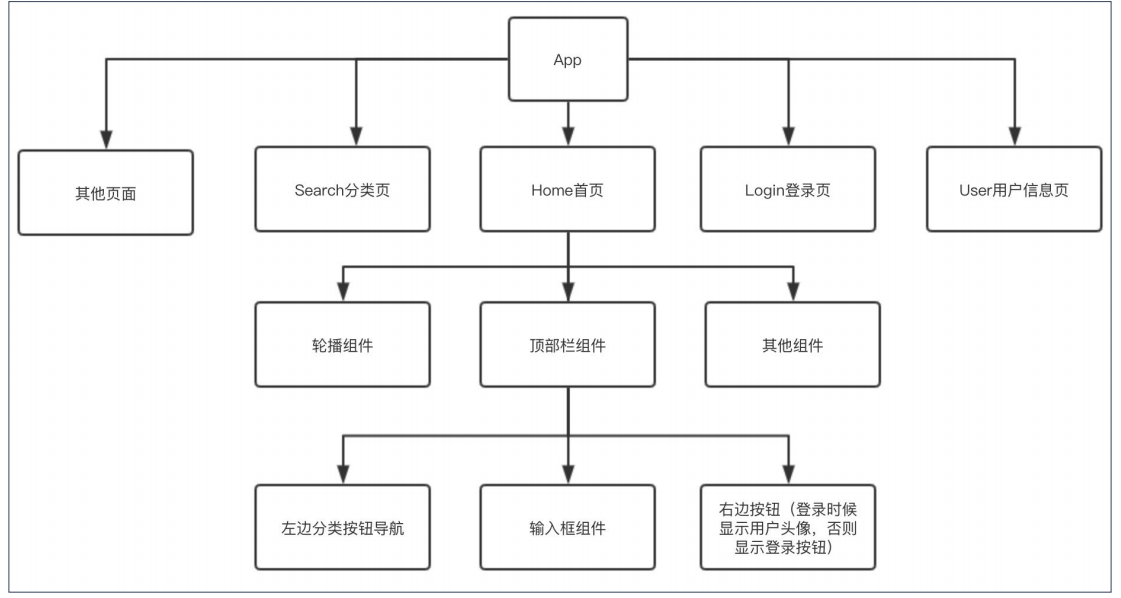 App
其他页面
Search分类页
Home首页
Login登录页
User用户信息页
轮播组件
顶部栏组件
其他组件
左边分类按钮导航
输入框组件
右边按钮（登录时候
显示用户头像，否则
显示登录按钮）